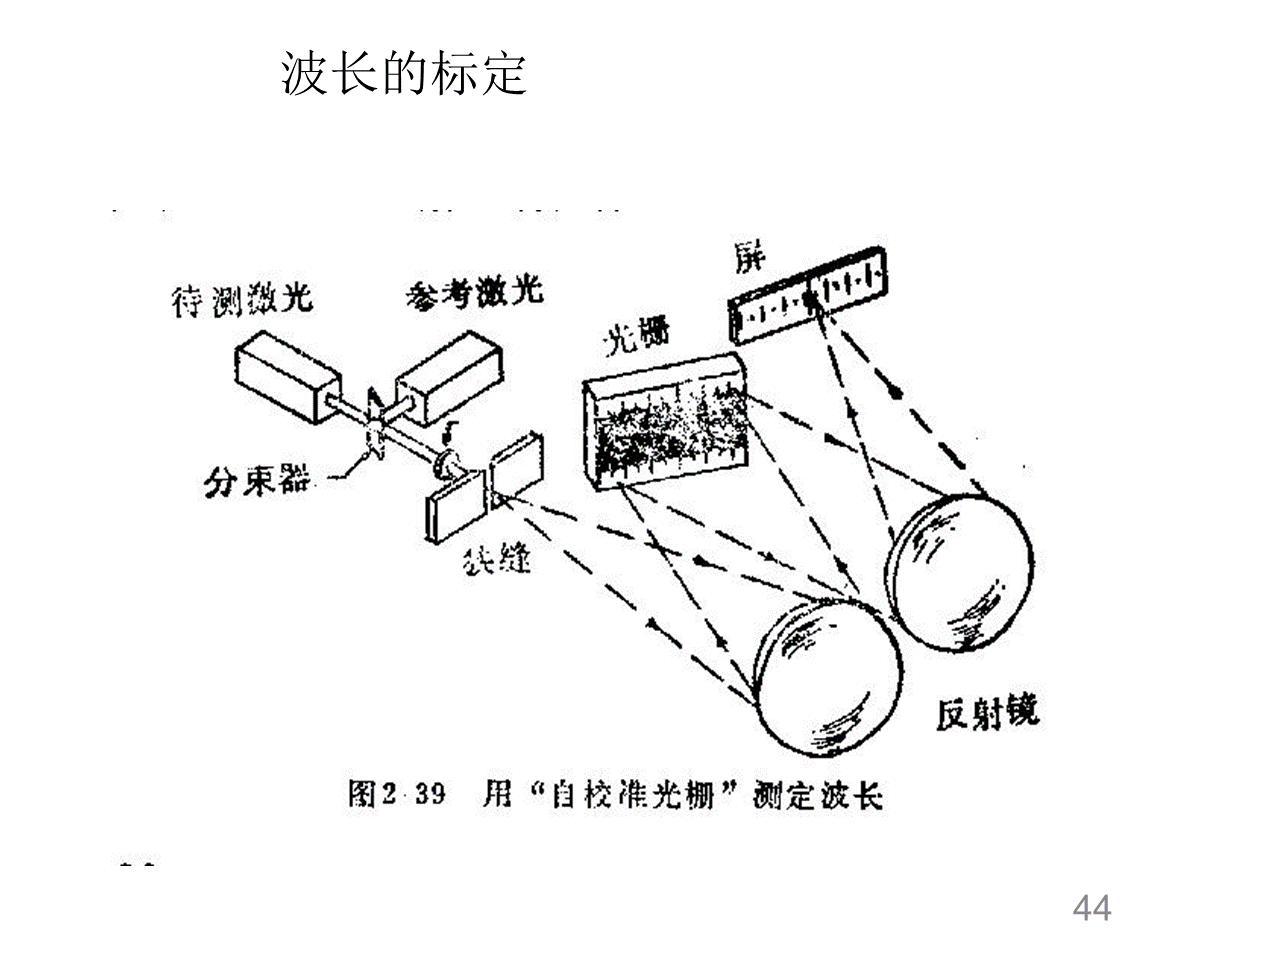 波长的标定
屏
待测激光
参考激光
光栅
f
分束器
狭缝
反射镜
图2-39 用“自校准光栅”测定波长
44